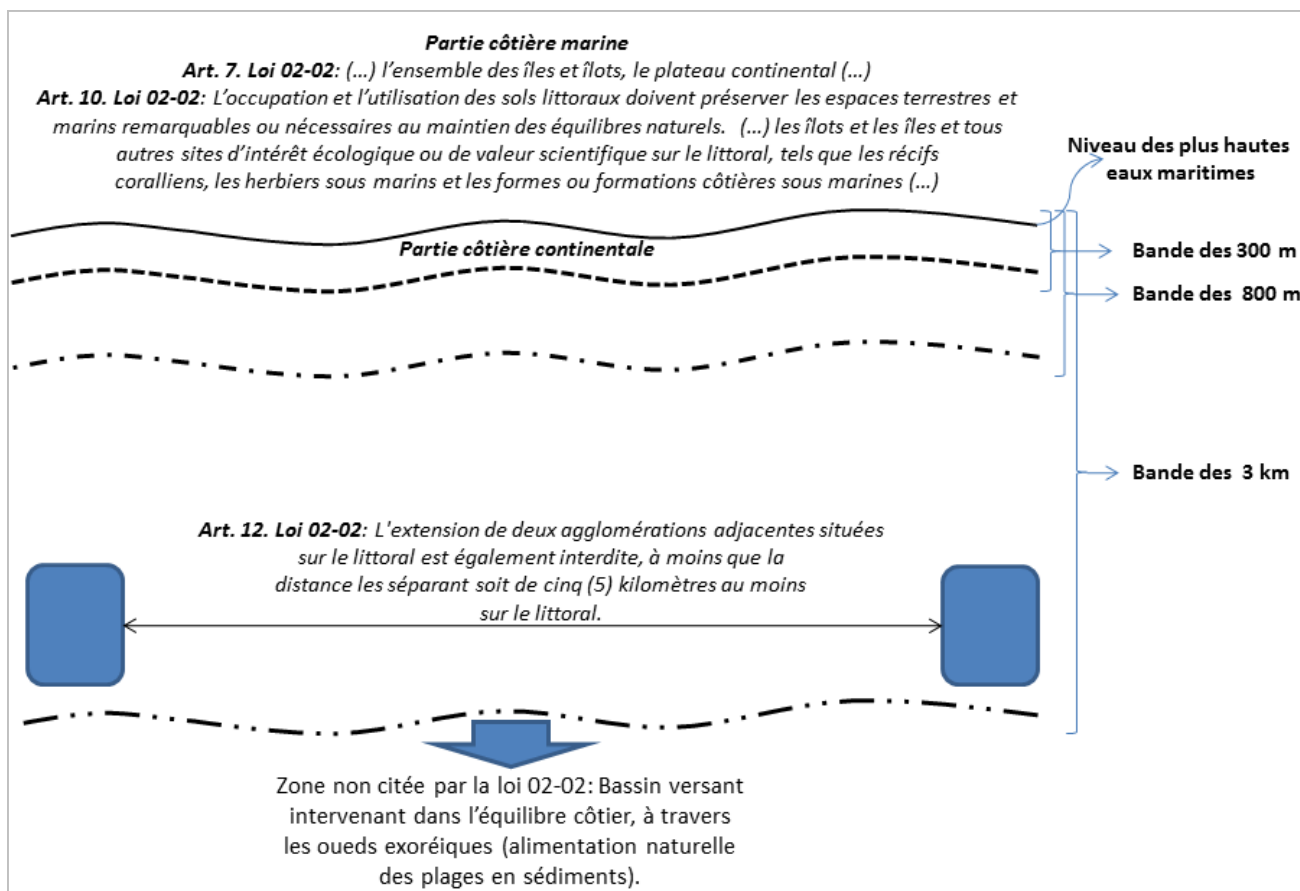 Partie côtière marine
Art. 7. Loi 02-02: (…) l’ensemble des îles et îlots, le plateau continental (…)
Art. 10. Loi 02-02: L’occupation et l’utilisation des sols littoraux doivent préserver les espaces terrestres et
marins remarquables ou nécessaires au maintien des équilibres naturels. (…) les îlots et les îles et tous
autres sites d’intérêt écologique ou de valeur scientifique sur le littoral, tels que les récifs
coralliens, les herbiers sous marins et les formes ou formations côtières sous marines (…)
Niveau des plus hautes
eaux maritimes
Partie côtière continentale
Bande des 300 m
Bande des 800 m
Bande des 3 km
Art. 12. Loi 02-02: L'extension de deux agglomérations adjacentes situées
sur le littoral est également interdite, à moins que la
distance les séparant soit de cinq (5) kilomètres au moins
sur le littoral.
Zone non citée par la loi 02-02: Bassin versant
intervenant dans l’équilibre côtier, à travers
les oueds exoréiques (alimentation naturelle
des plages en sédiments).